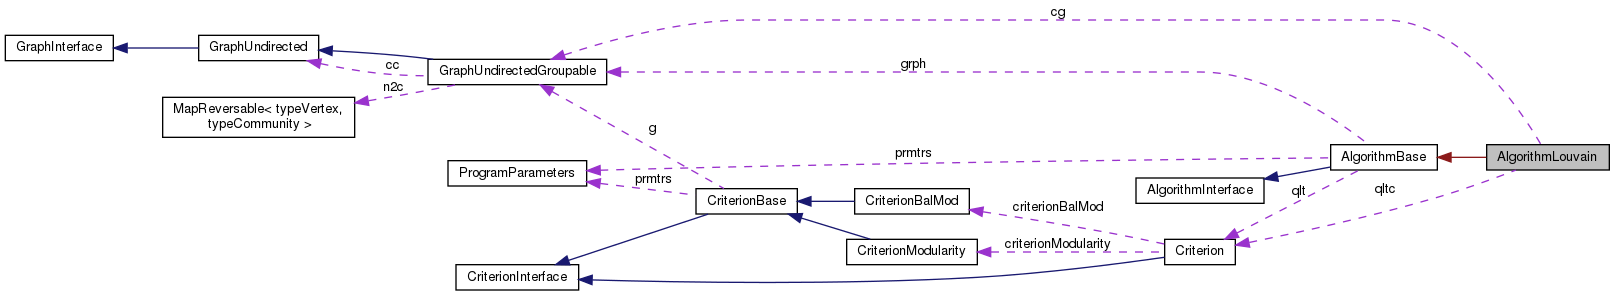 cg
GraphInterface
GraphUndirected
cc
GraphUndirectedGroupable
grph
n2c
MapReversable< typeVertex,
typeCommunity >
g
prmtrs
AlgorithmBase
AlgorithmLouvain
ProgramParameters
prmtrs
AlgorithmInterface
qlt
qltc
CriterionBase
CriterionBalMod
criterionBalMod
CriterionModularity
criterionModularity
Criterion
CriterionInterface